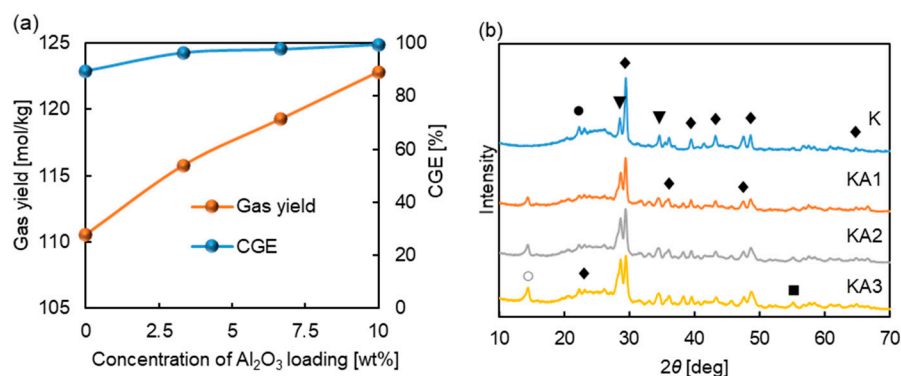 (a)
125
120
115
110
105
Gas yield [mol/kg]
100
80
60
40
20
0
CGE [%]
Gas yield
CGE
0
2.5
5
7.5
10
Concentration of Al₂O₃ loading [wt%]
(b)
Intensity
K
KA1
KA2
KA3
10
20
30
40
50
60
70
2θ [deg]